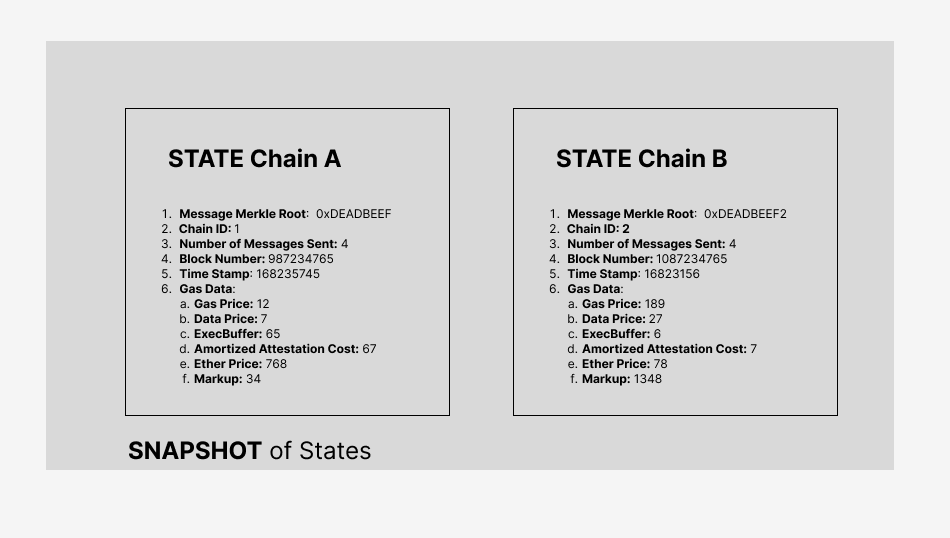 STATE Chain A
1. Message Merkle Root:  0xDEADBEEF
2. Chain ID: 1
3. Number of Messages Sent: 4
4. Block Number: 987234765
5. Time Stamp: 168235745
6. Gas Data:
a. Gas Price: 12
b. Data Price: 7
c. ExecBuffer: 65
d. Amortized Attestation Cost: 67
e. Ether Price: 768
f. Markup: 34
STATE Chain B
1. Message Merkle Root:  0xDEADBEEF2
2. Chain ID: 2
3. Number of Messages Sent: 4
4. Block Number: 1087234765
5. Time Stamp: 16823156
6. Gas Data:
a. Gas Price: 189
b. Data Price: 27
c. ExecBuffer: 6
d. Amortized Attestation Cost: 7
e. Ether Price: 78
f. Markup: 1348
SNAPSHOT of States